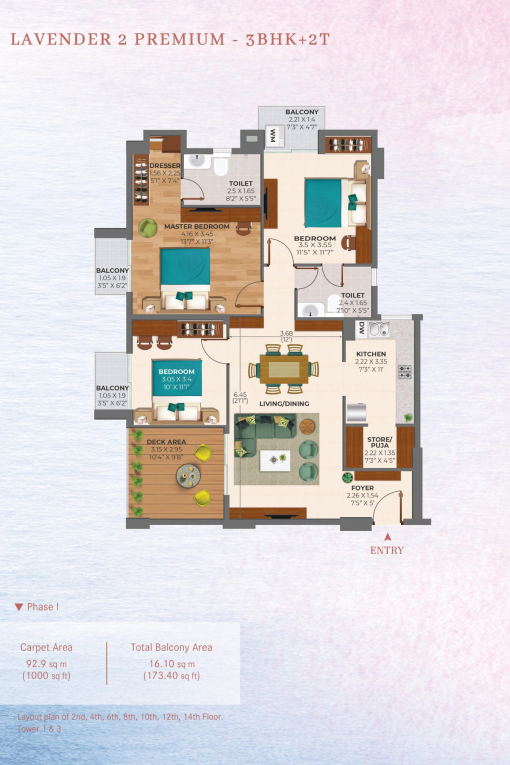 LAVENDER 2 PREMIUM - 3BHK+2T
BALCONY
2.21 X 1.4
7'3" X 4'7"
WM
DRESSER
1.56 X 2.25
5'1" X 7'4"
TOILET
2.5 X 1.65
8'2" X 5'5"
MASTER BEDROOM
4.16 X 3.45
13'7" X 11'3"
BEDROOM
3.5 X 3.55
11'5" X 11'7"
BALCONY
1.05 X 1.9
3'5" X 6'2"
TOILET
2.4 X 1.65
7'10" X 5'5"
DW
3.68
(12')
KITCHEN
2.22 X 3.35
7'3" X 11'
BEDROOM
3.05 X 3.4
10' X 11'1"
BALCONY
1.05 X 1.9
3'5" X 6'2"
6.45
(21'1")
LIVING/DINING
DECK AREA
3.15 X 2.95
10'4" X 9'8"
STORE/
PUJA
2.22 X 1.35
7'3" X 4'5"
FOYER
2.26 X 1.54
7'5" X 5'
ENTRY
▼ Phase I
Carpet Area
92.9 sq m
(1000 sq ft)
Total Balcony Area
16.10 sq m
(173.40 sq ft)
Layout plan of 2nd, 4th, 6th, 8th, 10th, 12th, 14th Floor.
Tower 1 & 3